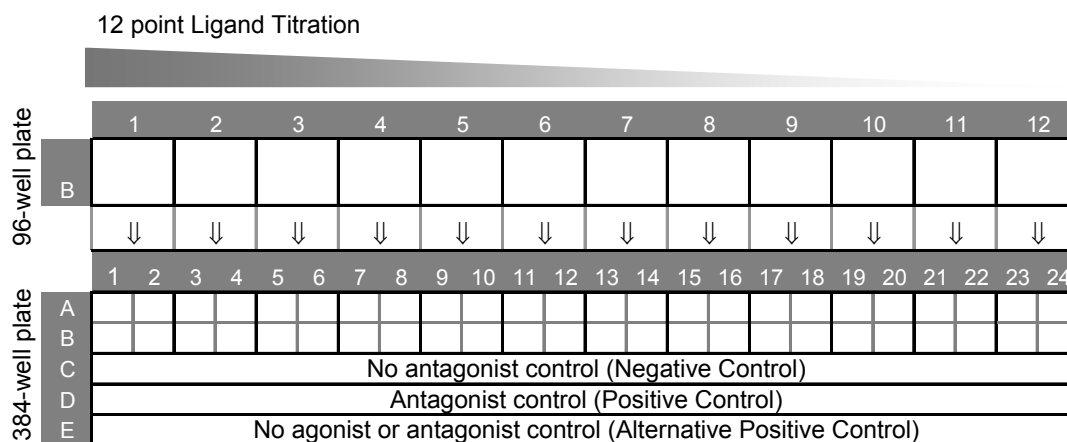 12 point Ligand Titration
96-well plate
1 2 3 4 5 6 7 8 9 10 11 12
B
⇓ ⇓ ⇓ ⇓ ⇓ ⇓ ⇓ ⇓ ⇓ ⇓ ⇓ ⇓
384-well plate
1 2 3 4 5 6 7 8 9 10 11 12 13 14 15 16 17 18 19 20 21 22 23 24
A
B
C No antagonist control (Negative Control)
D Antagonist control (Positive Control)
E No agonist or antagonist control (Alternative Positive Control)